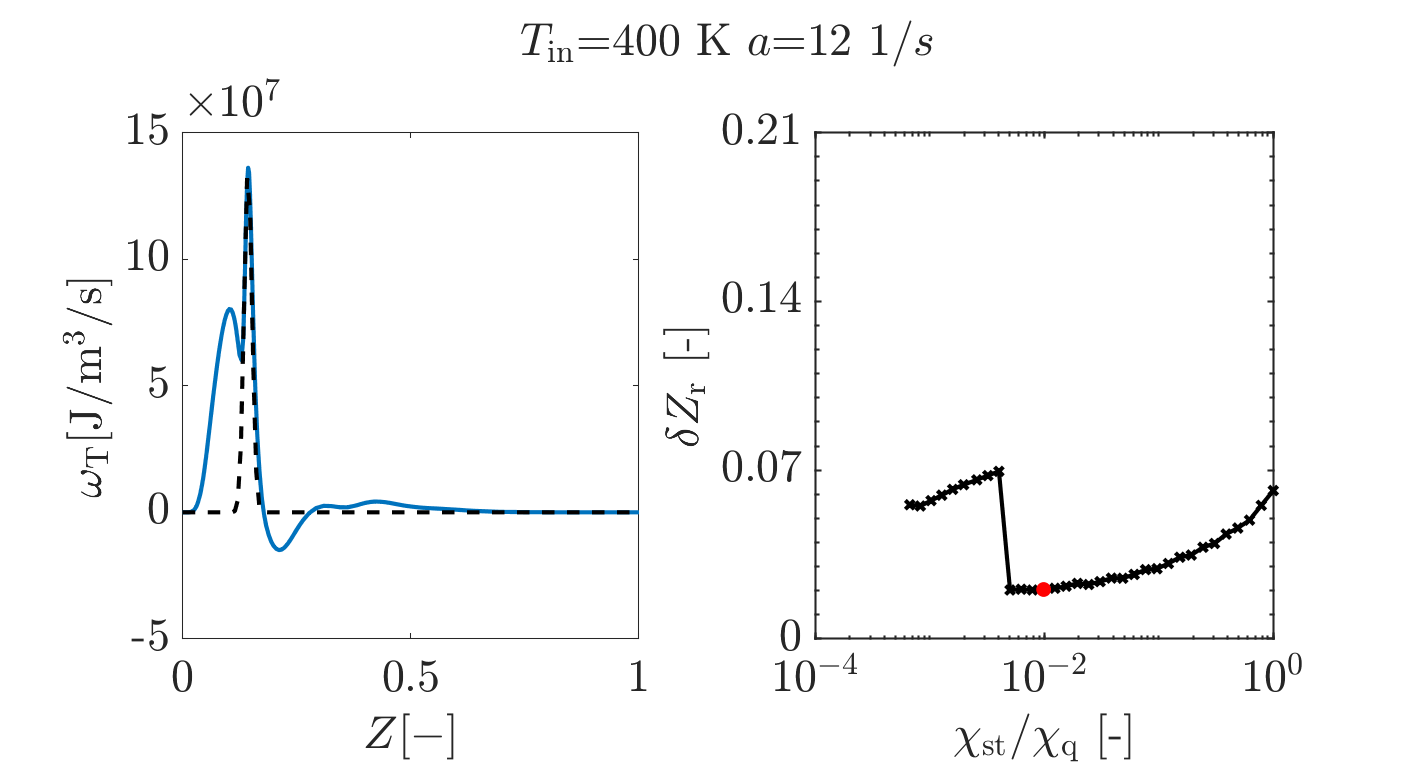 T_in=400 K a=12 1/s
×10^7
15
10
5
0
-5
0 0.5 1
ω_T[J/m^3/s]
Z[−]
0.21
0.14
0.07
0
10^−4 10^−2 10^0
δZ_r [-]
χ_st/χ_q [-]